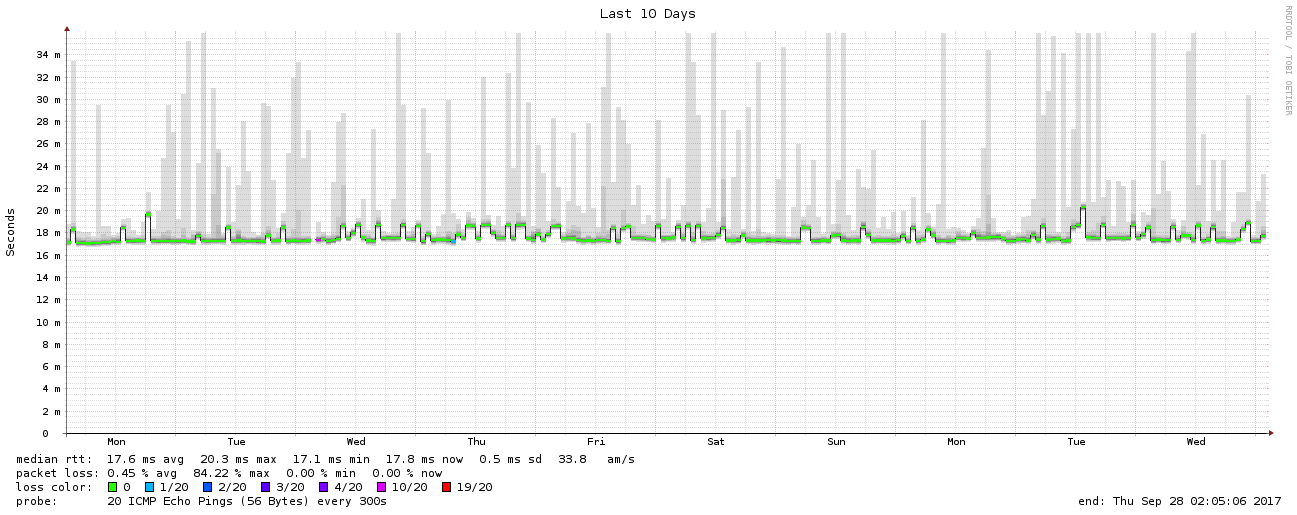 Last 10 Days
RRDTOOL / TOBI OETIKER
Seconds
34 m
32 m
30 m
28 m
26 m
24 m
22 m
20 m
18 m
16 m
14 m
12 m
10 m
8 m
6 m
4 m
2 m
0
Mon Tue Wed Thu Fri Sat Sun Mon Tue Wed
median rtt: 17.6 ms avg 20.3 ms max 17.1 ms min 17.8 ms now 0.5 ms sd 33.8 am/s
packet loss: 0.45 % avg 84.22 % max 0.00 % min 0.00 % now
loss color: 0 1/20 2/20 3/20 4/20 10/20 19/20
probe: 20 ICMP Echo Pings (56 Bytes) every 300s end: Thu Sep 28 02:05:06 2017